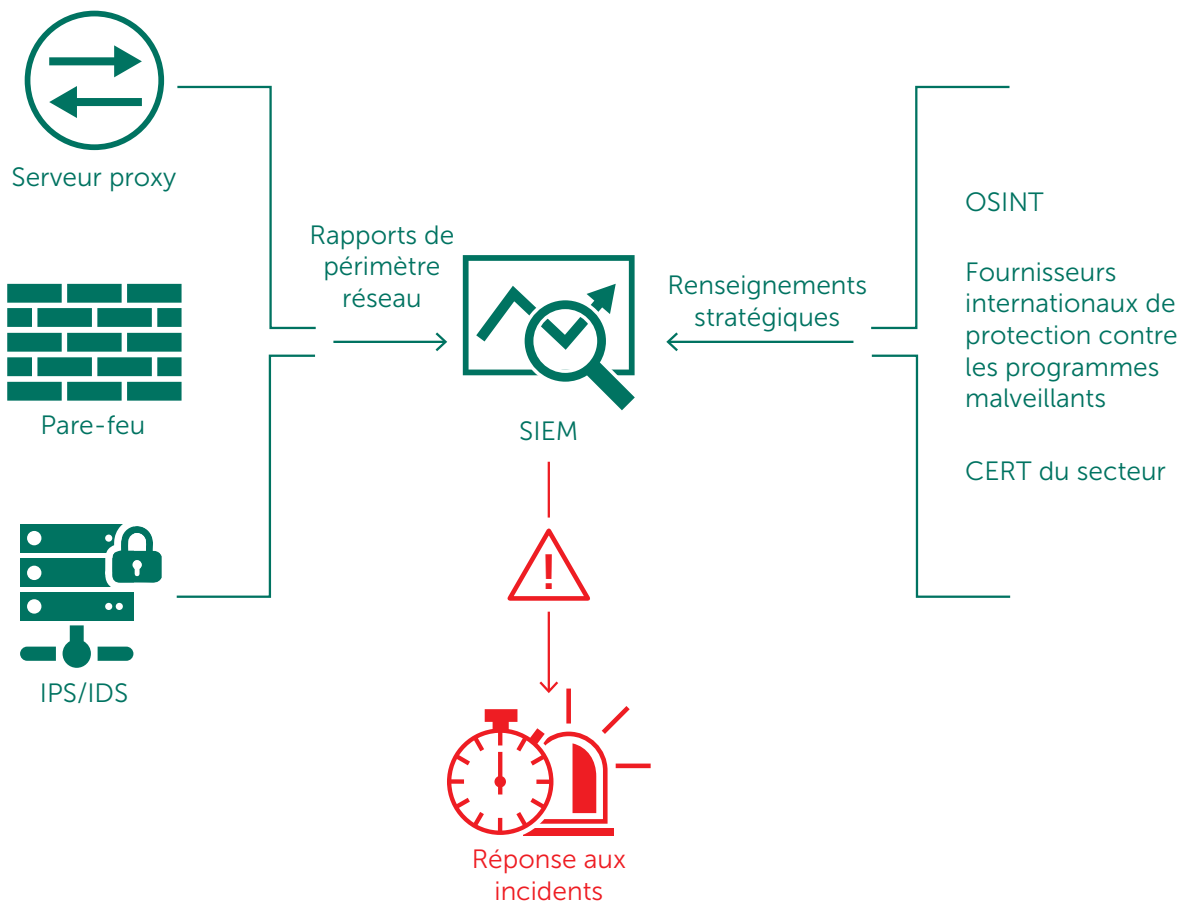 Serveur proxy
Pare-feu
IPS/IDS
Rapports de
périmètre
réseau
SIEM
Renseignements
stratégiques
OSINT
Fournisseurs
internationaux de
protection contre
les programmes
malveillants
CERT du secteur
!
Réponse aux
incidents